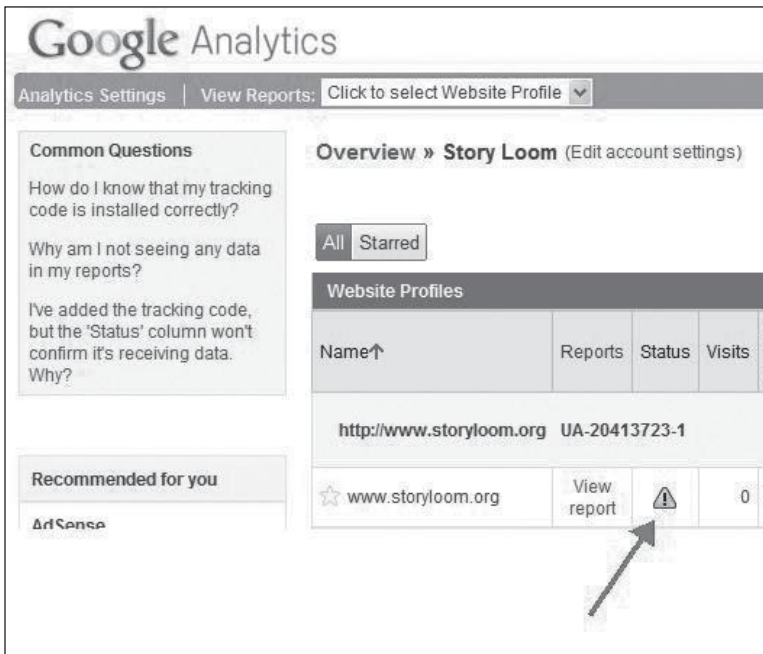 Google Analytics
Analytics Settings | View Reports: Click to select Website Profile
Common Questions
How do I know that my tracking
code is installed correctly?
Why am I not seeing any data
in my reports?
I've added the tracking code,
but the 'Status' column won't
confirm it's receiving data.
Why?
Recommended for you
AdSense
Overview » Story Loom (Edit account settings)
All Starred
Website Profiles
Name↑ Reports Status Visits
http://www.storyloom.org UA-20413723-1
www.storyloom.org View
report 0